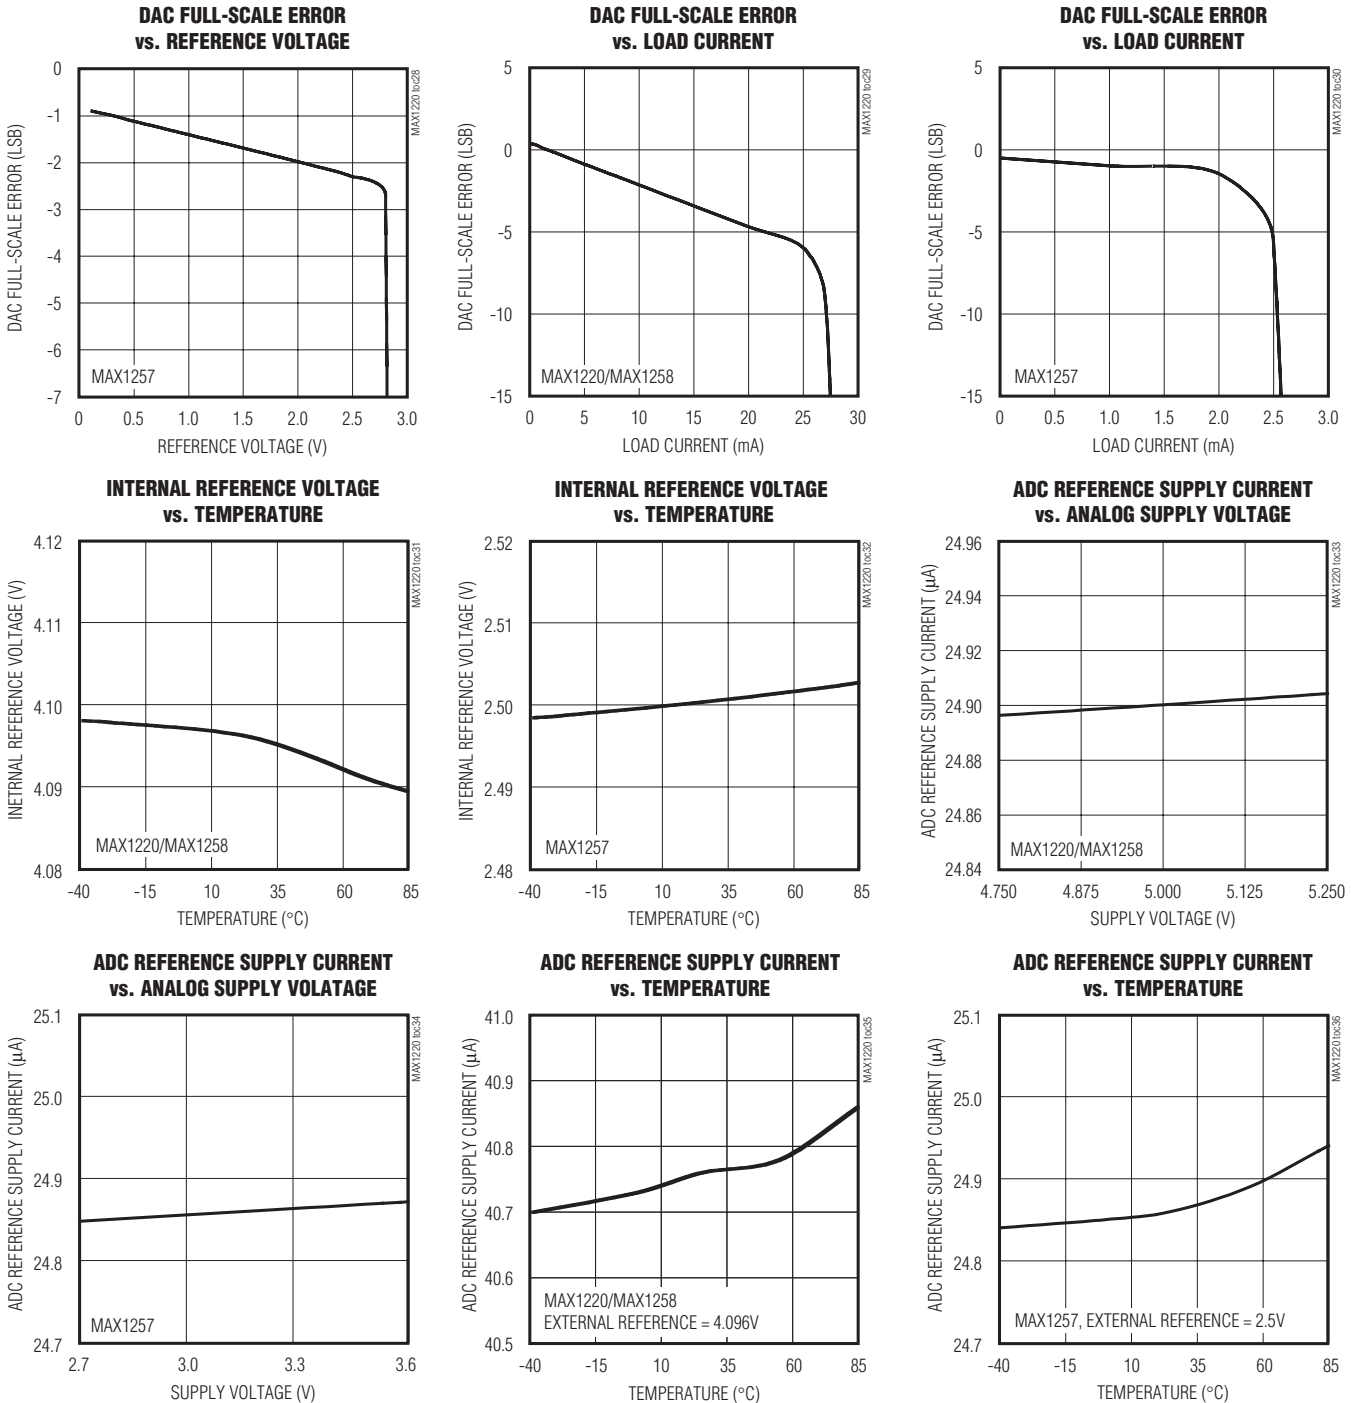 DAC FULL-SCALE ERROR
vs. REFERENCE VOLTAGE
MAX1220 toc28
DAC FULL-SCALE ERROR (LSB)
0
-1
-2
-3
-4
-5
-6
-7
MAX1257
0 0.5 1.0 1.5 2.0 2.5 3.0
REFERENCE VOLTAGE (V)
DAC FULL-SCALE ERROR
vs. LOAD CURRENT
MAX1220 toc29
DAC FULL-SCALE ERROR (LSB)
5
0
-5
-10
-15
MAX1220/MAX1258
0 5 10 15 20 25 30
LOAD CURRENT (mA)
DAC FULL-SCALE ERROR
vs. LOAD CURRENT
MAX1220 toc30
DAC FULL-SCALE ERROR (LSB)
5
0
-5
-10
-15
MAX1257
0 0.5 1.0 1.5 2.0 2.5 3.0
LOAD CURRENT (mA)
INTERNAL REFERENCE VOLTAGE
vs. TEMPERATURE
MAX1220 toc31
INETRNAL REFERENCE VOLTAGE (V)
4.12
4.11
4.10
4.09
4.08
MAX1220/MAX1258
-40 -15 10 35 60 85
TEMPERATURE (°C)
INTERNAL REFERENCE VOLTAGE
vs. TEMPERATURE
MAX1220 toc32
INTERNAL REFERENCE VOLTAGE (V)
2.52
2.51
2.50
2.49
2.48
MAX1257
-40 -15 10 35 60 85
TEMPERATURE (°C)
ADC REFERENCE SUPPLY CURRENT
vs. ANALOG SUPPLY VOLTAGE
MAX1220 toc33
ADC REFERENCE SUPPLY CURRENT (µA)
24.96
24.94
24.92
24.90
24.88
24.86
24.84
MAX1220/MAX1258
4.750 4.875 5.000 5.125 5.250
SUPPLY VOLTAGE (V)
ADC REFERENCE SUPPLY CURRENT
vs. ANALOG SUPPLY VOLATAGE
MAX1220 toc34
ADC REFERENCE SUPPLY CURRENT (µA)
25.1
25.0
24.9
24.8
24.7
MAX1257
2.7 3.0 3.3 3.6
SUPPLY VOLTAGE (V)
ADC REFERENCE SUPPLY CURRENT
vs. TEMPERATURE
MAX1220 toc35
ADC REFERENCE SUPPLY CURRENT (µA)
41.0
40.9
40.8
40.7
40.6
40.5
MAX1220/MAX1258
EXTERNAL REFERENCE = 4.096V
-40 -15 10 35 60 85
TEMPERATURE (°C)
ADC REFERENCE SUPPLY CURRENT
vs. TEMPERATURE
MAX1220 toc36
ADC REFERENCE SUPPLY CURRENT (µA)
25.1
25.0
24.9
24.8
24.7
MAX1257, EXTERNAL REFERENCE = 2.5V
-40 -15 10 35 60 85
TEMPERATURE (°C)